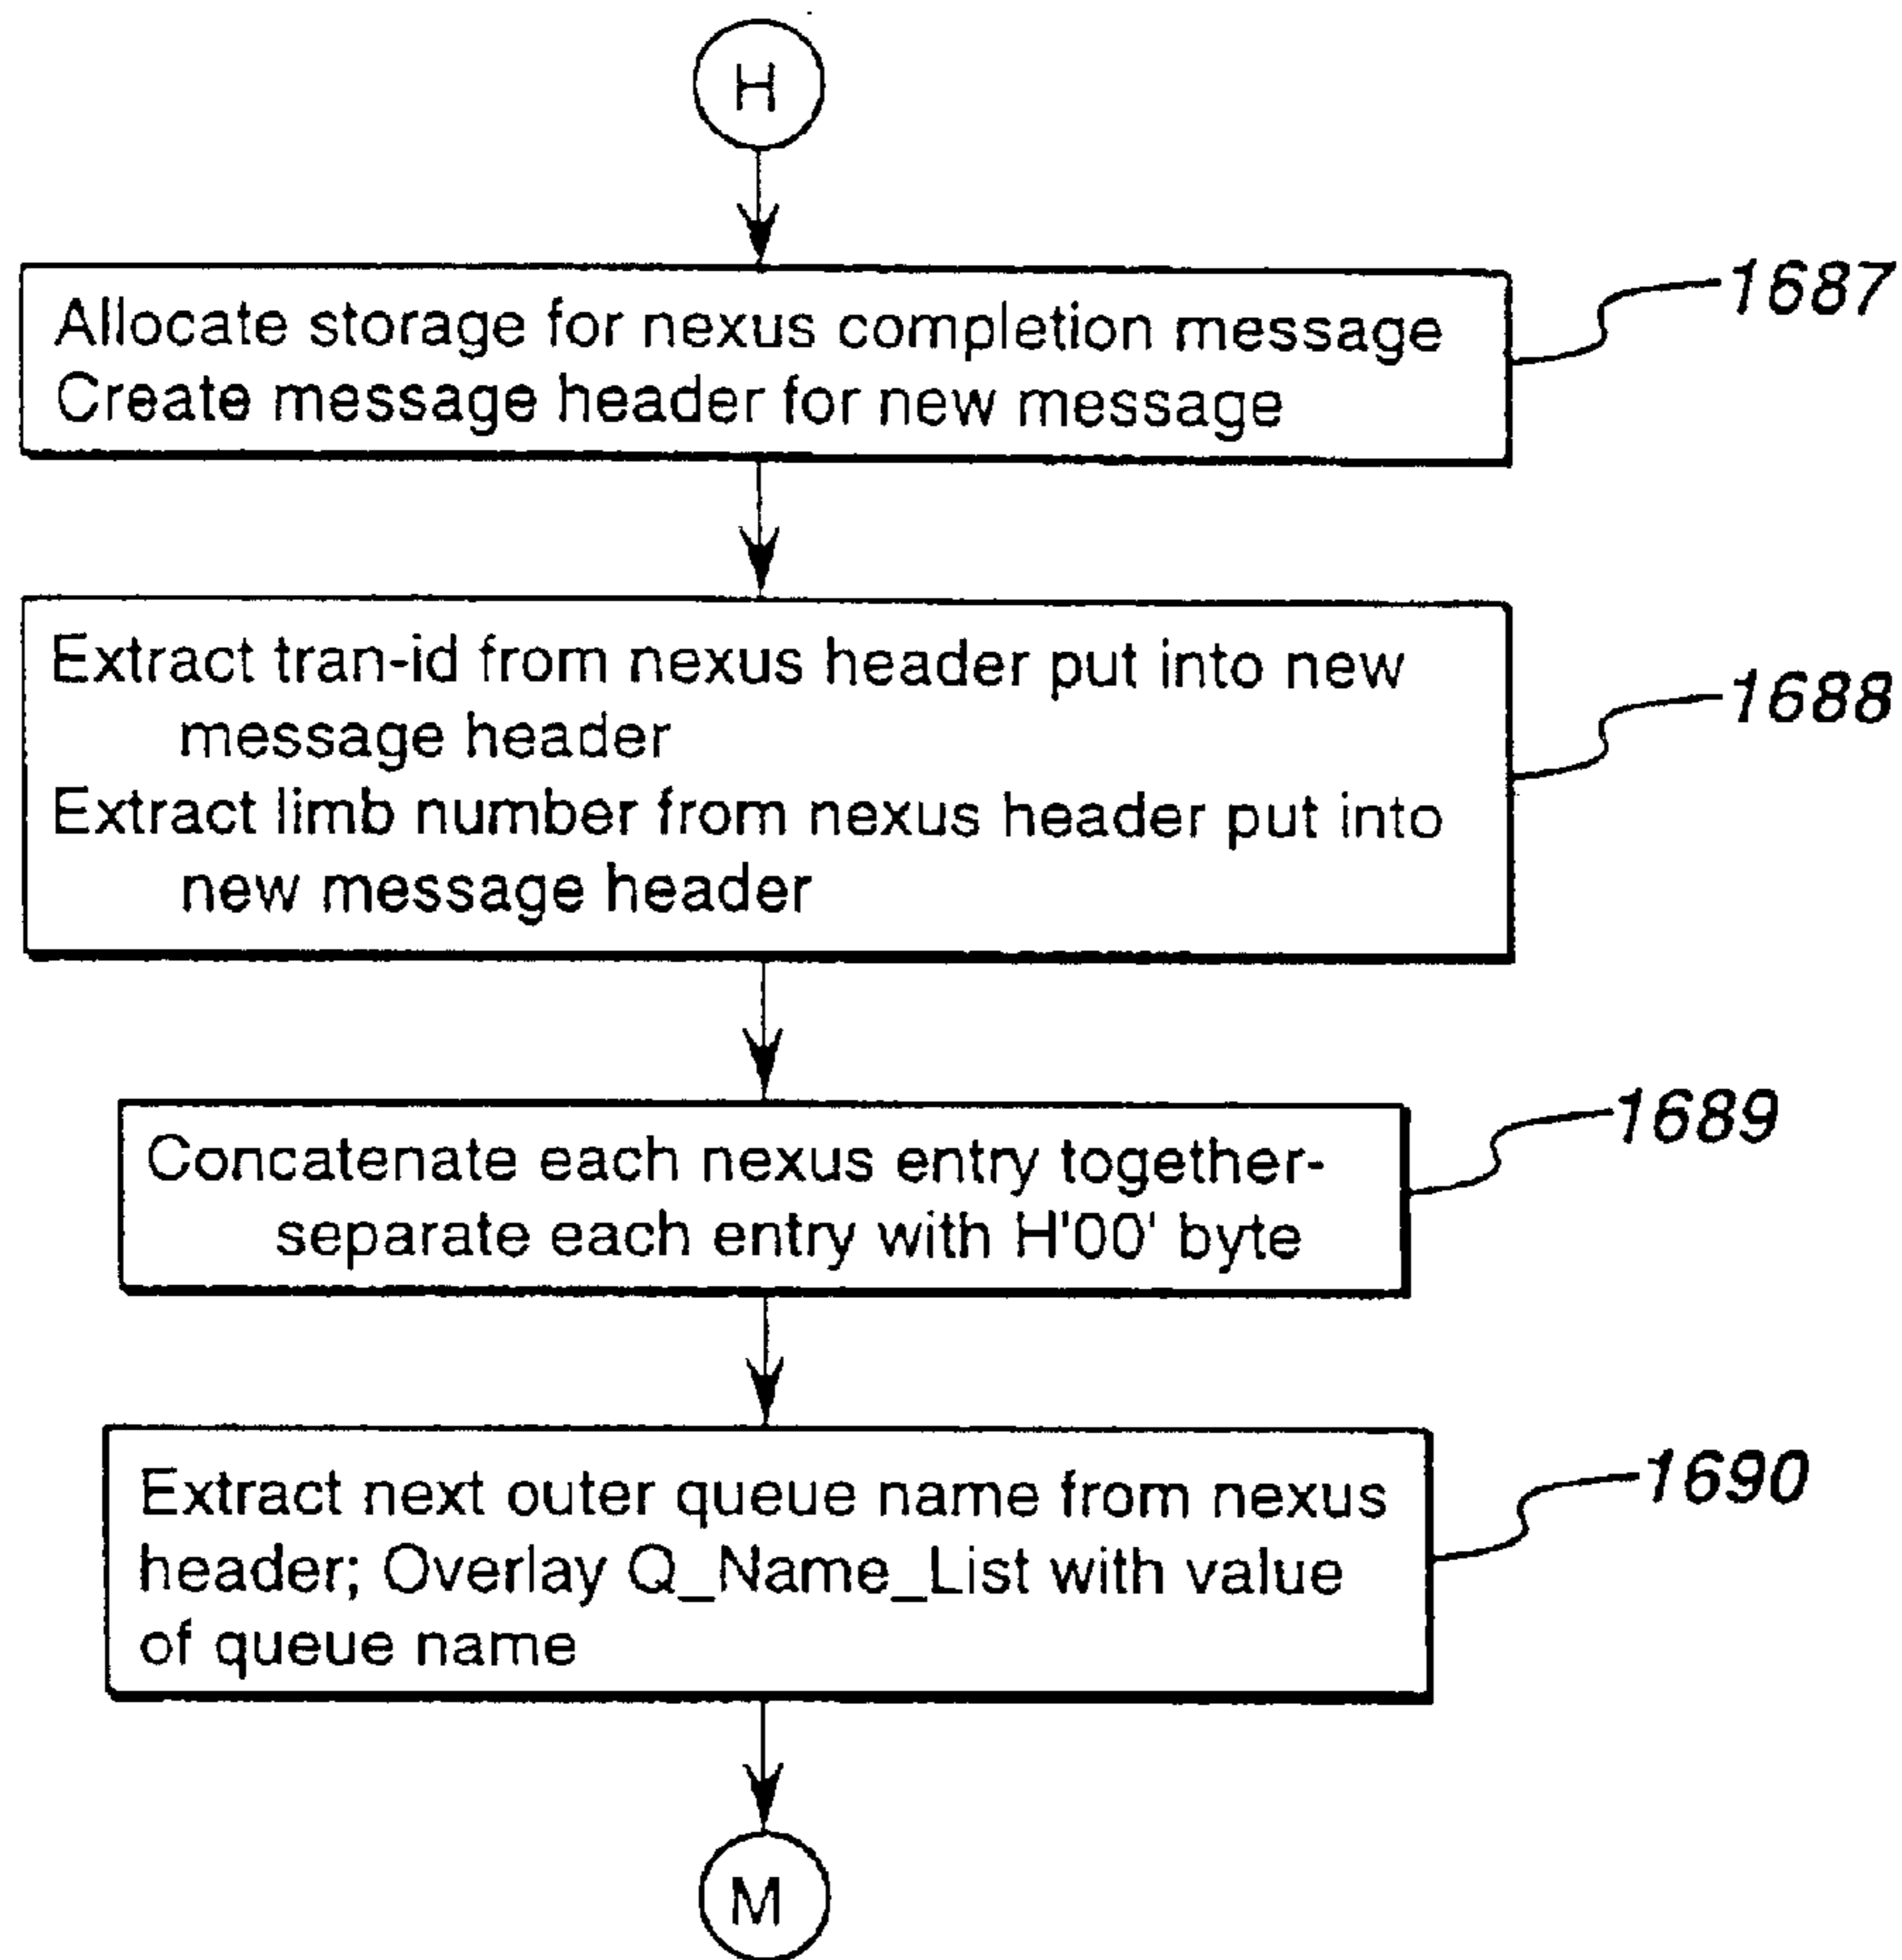 H
Allocate storage for nexus completion message
Create message header for new message
1687
Extract tran-id from nexus header put into new
message header
Extract limb number from nexus header put into
new message header
1688
Concatenate each nexus entry together-
separate each entry with H'00' byte
1689
Extract next outer queue name from nexus
header; Overlay Q_Name_List with value
of queue name
1690
M